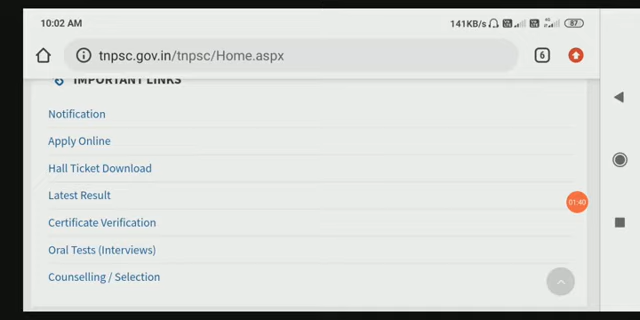 10:02 AM
141KB/s 87
tnpsc.gov.in/tnpsc/Home.aspx
6
IMPORTANT LINKS
Notification
Apply Online
Hall Ticket Download
Latest Result
01:40
Certificate Verification
Oral Tests (Interviews)
Counselling / Selection